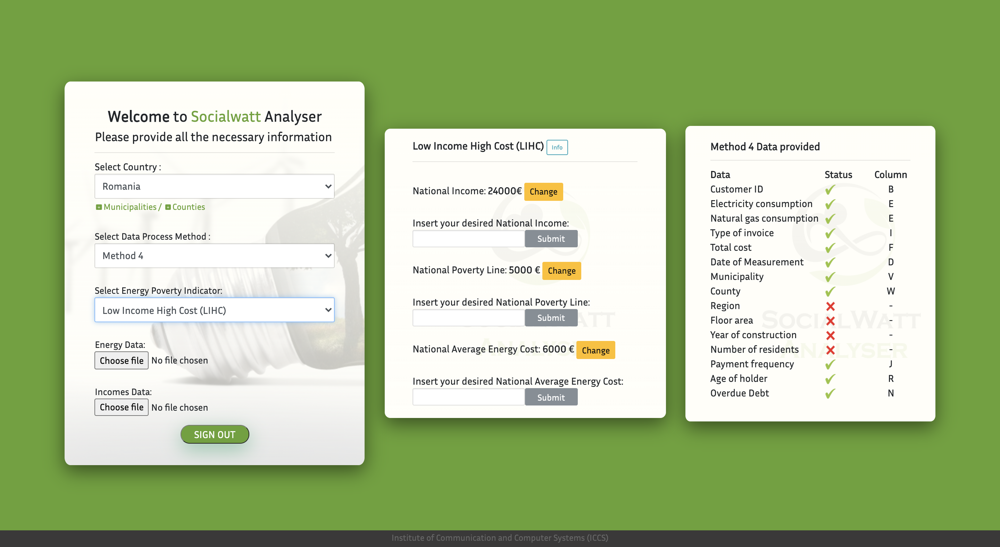 Welcome to Socialwatt Analyser
Please provide all the necessary information
Select Country :
Romania
Municipalities / Counties
Select Data Process Method :
Method 4
Select Energy Poverty Indicator:
Low Income High Cost (LIHC)
Energy Data:
Choose file No file chosen
Incomes Data:
Choose file No file chosen
SIGN OUT
Low Income High Cost (LIHC) Info
National Income: 24000€ Change
Insert your desired National Income:
Submit
National Poverty Line: 5000 € Change
Insert your desired National Poverty Line:
Submit
National Average Energy Cost: 6000 € Change
Insert your desired National Average Energy Cost:
Submit
Method 4 Data provided
Data Status Column
Customer ID B
Electricity consumption E
Natural gas consumption E
Type of invoice I
Total cost F
Date of Measurement D
Municipality V
County W
Region -
Floor area -
Year of construction -
Number of residents -
Payment frequency J
Age of holder R
Overdue Debt N
SOCIALWATT
ANALYSER
Institute of Communication and Computer Systems (ICCS)